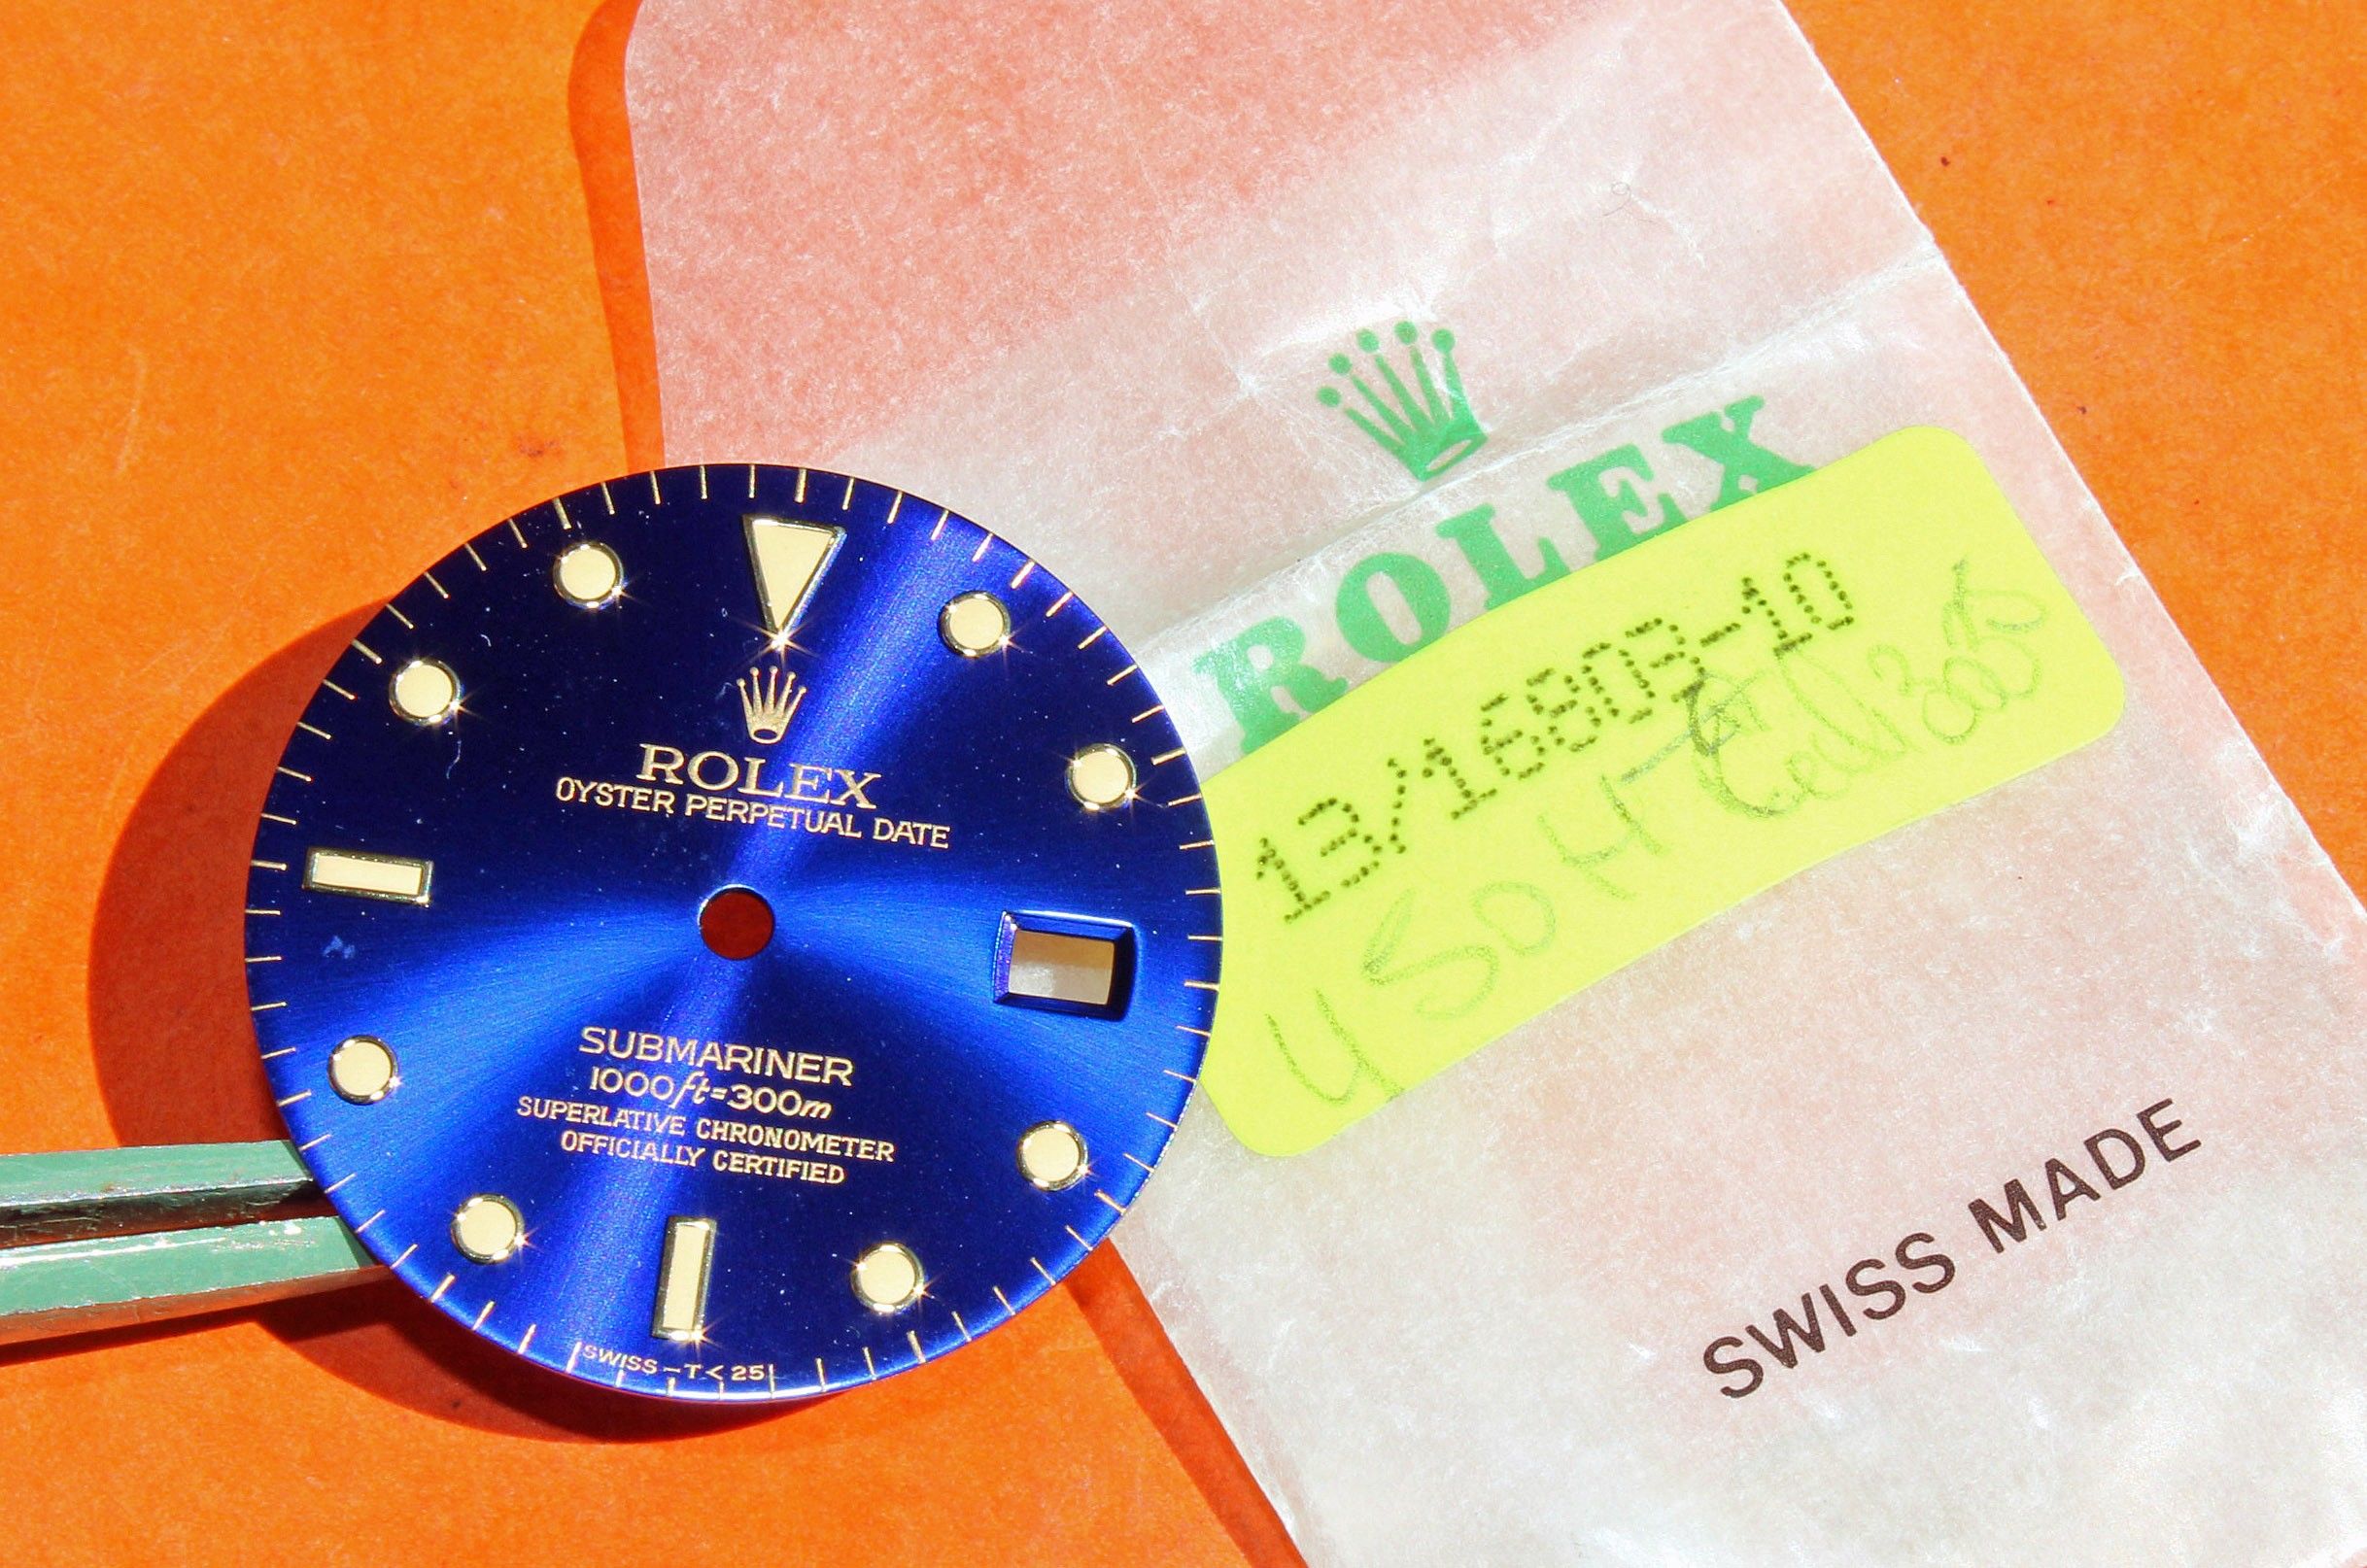 ROLEX
OYSTER PERPETUAL DATE
SUBMARINER
1000ft=300m
SUPERLATIVE CHRONOMETER
OFFICIALLY CERTIFIED
SWISS – T < 25
ROLEX
13/16803-10
SWISS MADE